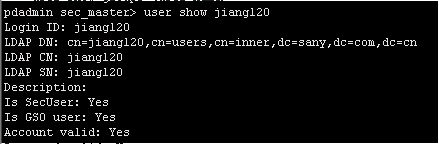 pdadmin sec_master> user show jiangl20
Login ID: jiangl20
LDAP DN: cn=jiangl20,cn=users,cn=inner,dc=sany,dc=com,dc=cn
LDAP CN: jiangl20
LDAP SN: jiangl20
Description:
Is SecUser: Yes
Is GSO user: Yes
Account valid: Yes